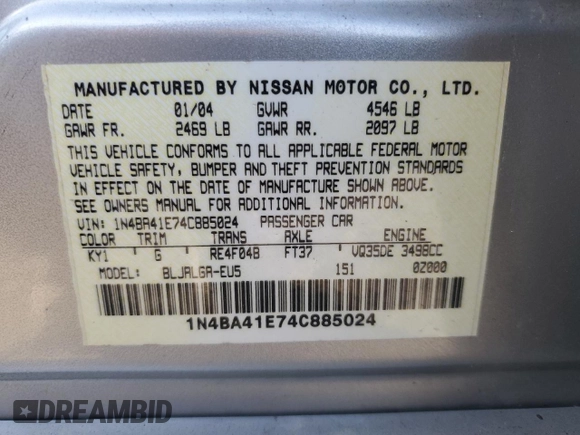 MANUFACTURED BY NISSAN MOTOR CO., LTD.
DATE 01/04 GVWR 4546 LB
GAWR FR. 2469 LB GAWR RR. 2097 LB
THIS VEHICLE CONFORMS TO ALL APPLICABLE FEDERAL MOTOR
VEHICLE SAFETY, BUMPER AND THEFT PREVENTION STANDARDS
IN EFFECT ON THE DATE OF MANUFACTURE SHOWN ABOVE.
SEE OWNERS MANUAL FOR ADDITIONAL INFORMATION.
VIN: 1N4BA41E74C885024 PASSENGER CAR
COLOR TRIM TRANS AXLE ENGINE
KY1 G RE4F04B FT37 VQ35DE 3498CC
MODEL: BLJALGA-EU5 151 0Z000
1N4BA41E74C885024
DREAMBID